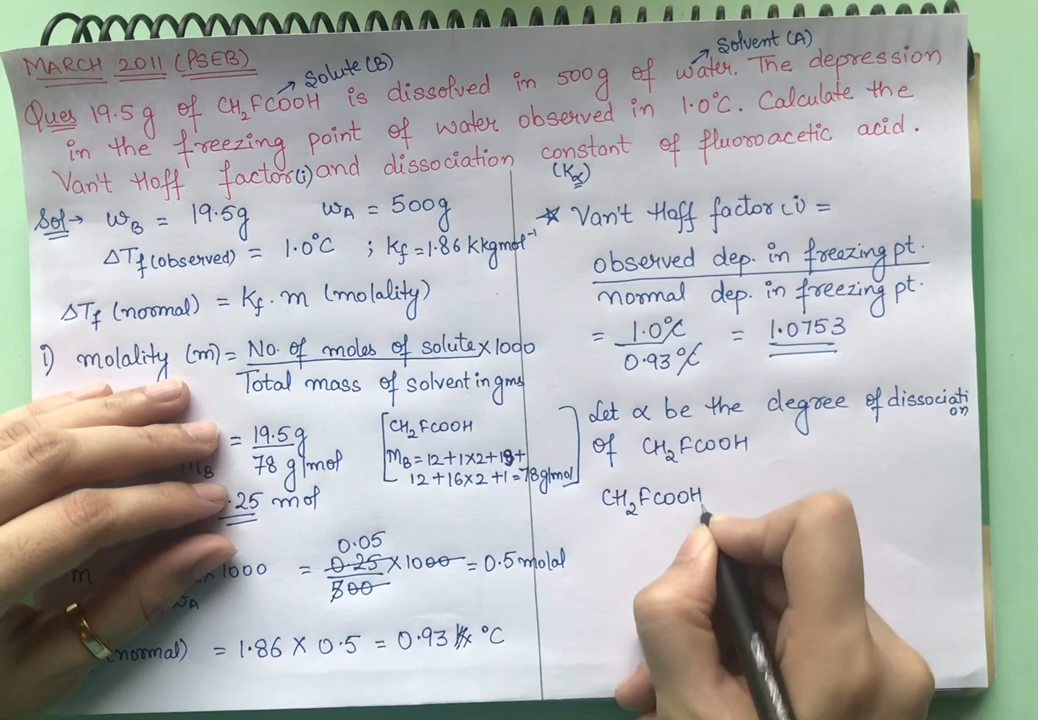 MARCH 2011 (PSEB)
→ Solute (B)
→ Solvent (A)
Ques 19.5 g of CH₂FCOOH is dissolved in 500g of water. The depression
in the freezing point of water observed in 1.0°C. Calculate the
Van't Hoff factor(i) and dissociation constant of fluoroacetic acid.
(Kα)
Sol → wB = 19.5g wA = 500g
ΔTf (observed) = 1.0°C ; Kf = 1.86 K kg mol⁻¹
ΔTf (normal) = Kf . m (molality)
i) molality (m) = No. of moles of solute × 1000
Total mass of solvent in gms
= 19.5g
78 g/mol
[CH₂FCOOH
MB = 12+1×2+19+
12+16×2+1 = 78g/mol]
MB
.25 mol
m × 1000 = 0.05
0.25 × 1000 = 0.5 molal
500
wA
(normal) = 1.86 × 0.5 = 0.93 °C
* Van't Hoff factor (i) =
observed dep. in freezing pt.
normal dep. in freezing pt.
= 1.0°C = 1.0753
0.93°C
Let α be the degree of dissociation
of CH₂FCOOH
CH₂FCOOH